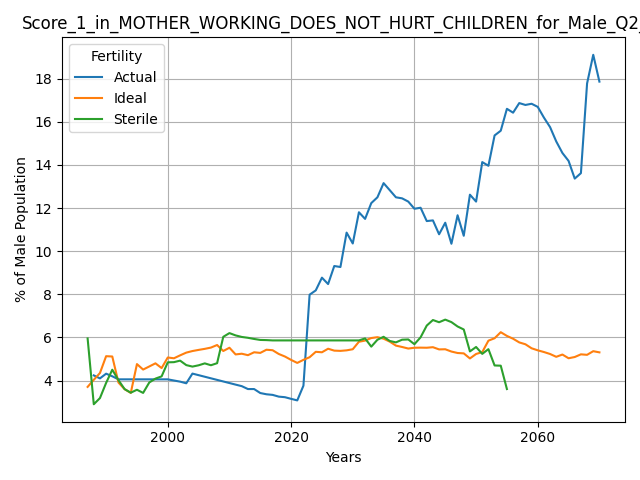 Score_1_in_MOTHER_WORKING_DOES_NOT_HURT_CHILDREN_for_Male_Q2_
Fertility
Actual
Ideal
Sterile
% of Male Population
18
16
14
12
10
8
6
4
2000 2020 2040 2060
Years